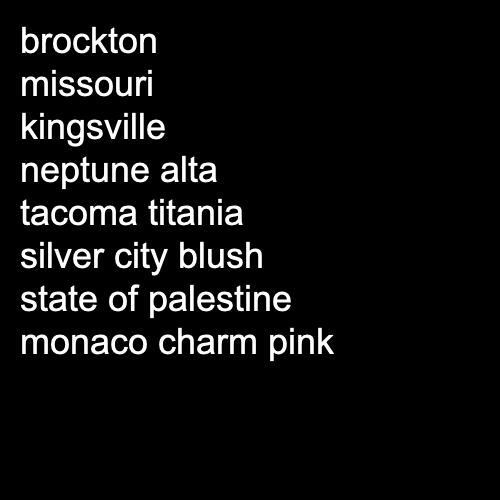 brockton
missouri
kingsville
neptune alta
tacoma titania
silver city blush
state of palestine
monaco charm pink